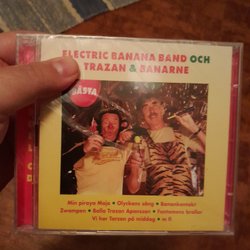 ELECTRIC BANANA BAND OCH
TRAZAN & BANARNE
BÄSTA
Min piraya Maja • Olyckans sång • Banankontakt
Zwampen • Balla Trazan Apansson • Fantomens brallor
Vi har Tarzan på middag • m fl